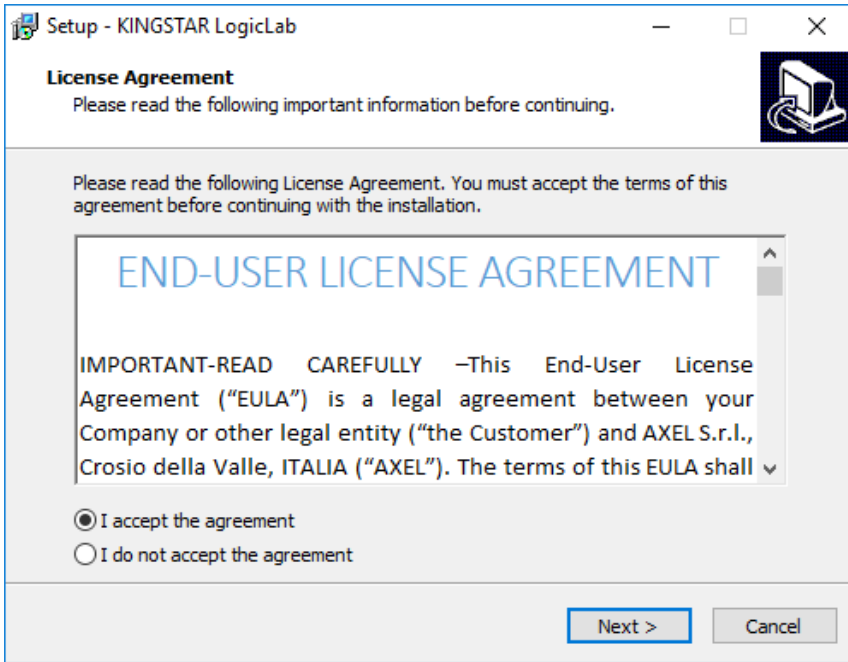 Setup - KINGSTAR LogicLab
License Agreement
Please read the following important information before continuing.
Please read the following License Agreement. You must accept the terms of this
agreement before continuing with the installation.
END-USER LICENSE AGREEMENT
IMPORTANT-READ CAREFULLY –This End-User License
Agreement (“EULA”) is a legal agreement between your
Company or other legal entity (“the Customer”) and AXEL S.r.l.,
Crosio della Valle, ITALIA (“AXEL”). The terms of this EULA shall
I accept the agreement
I do not accept the agreement
Next >
Cancel